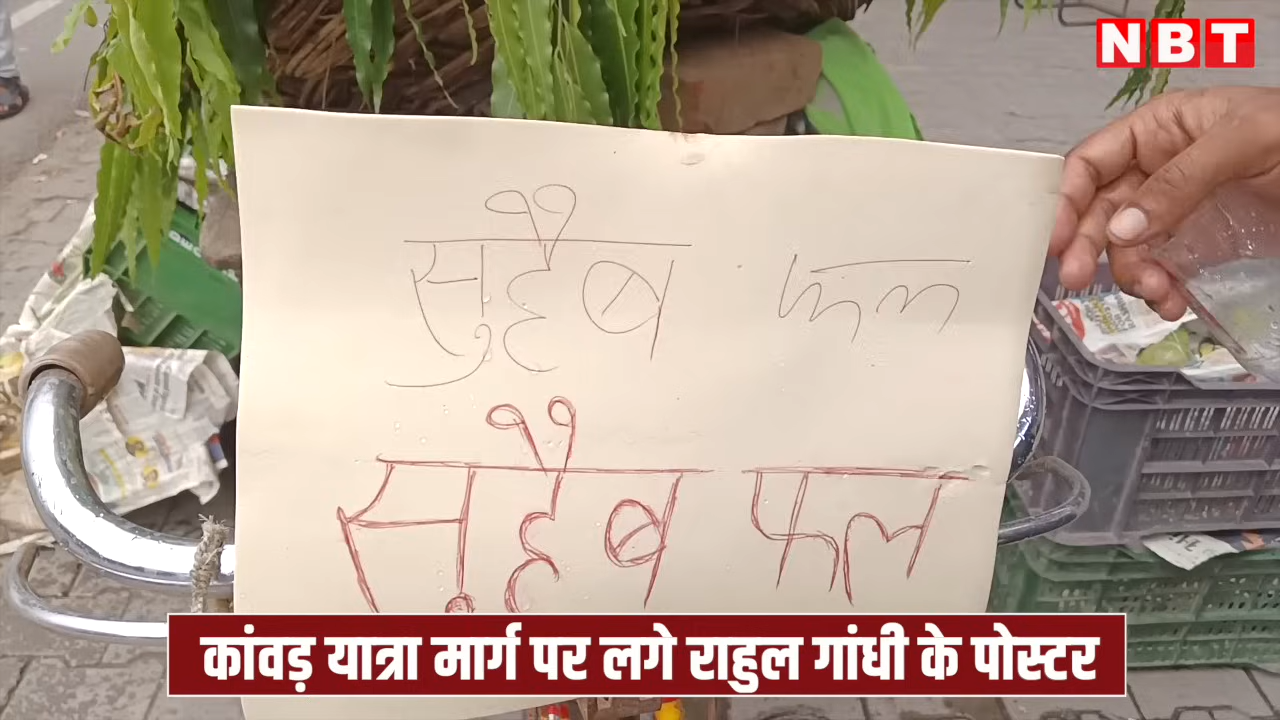 NBT
सुहैब फल
सुहैब फल
कांवड़ यात्रा मार्ग पर लगे राहुल गांधी के पोस्टर